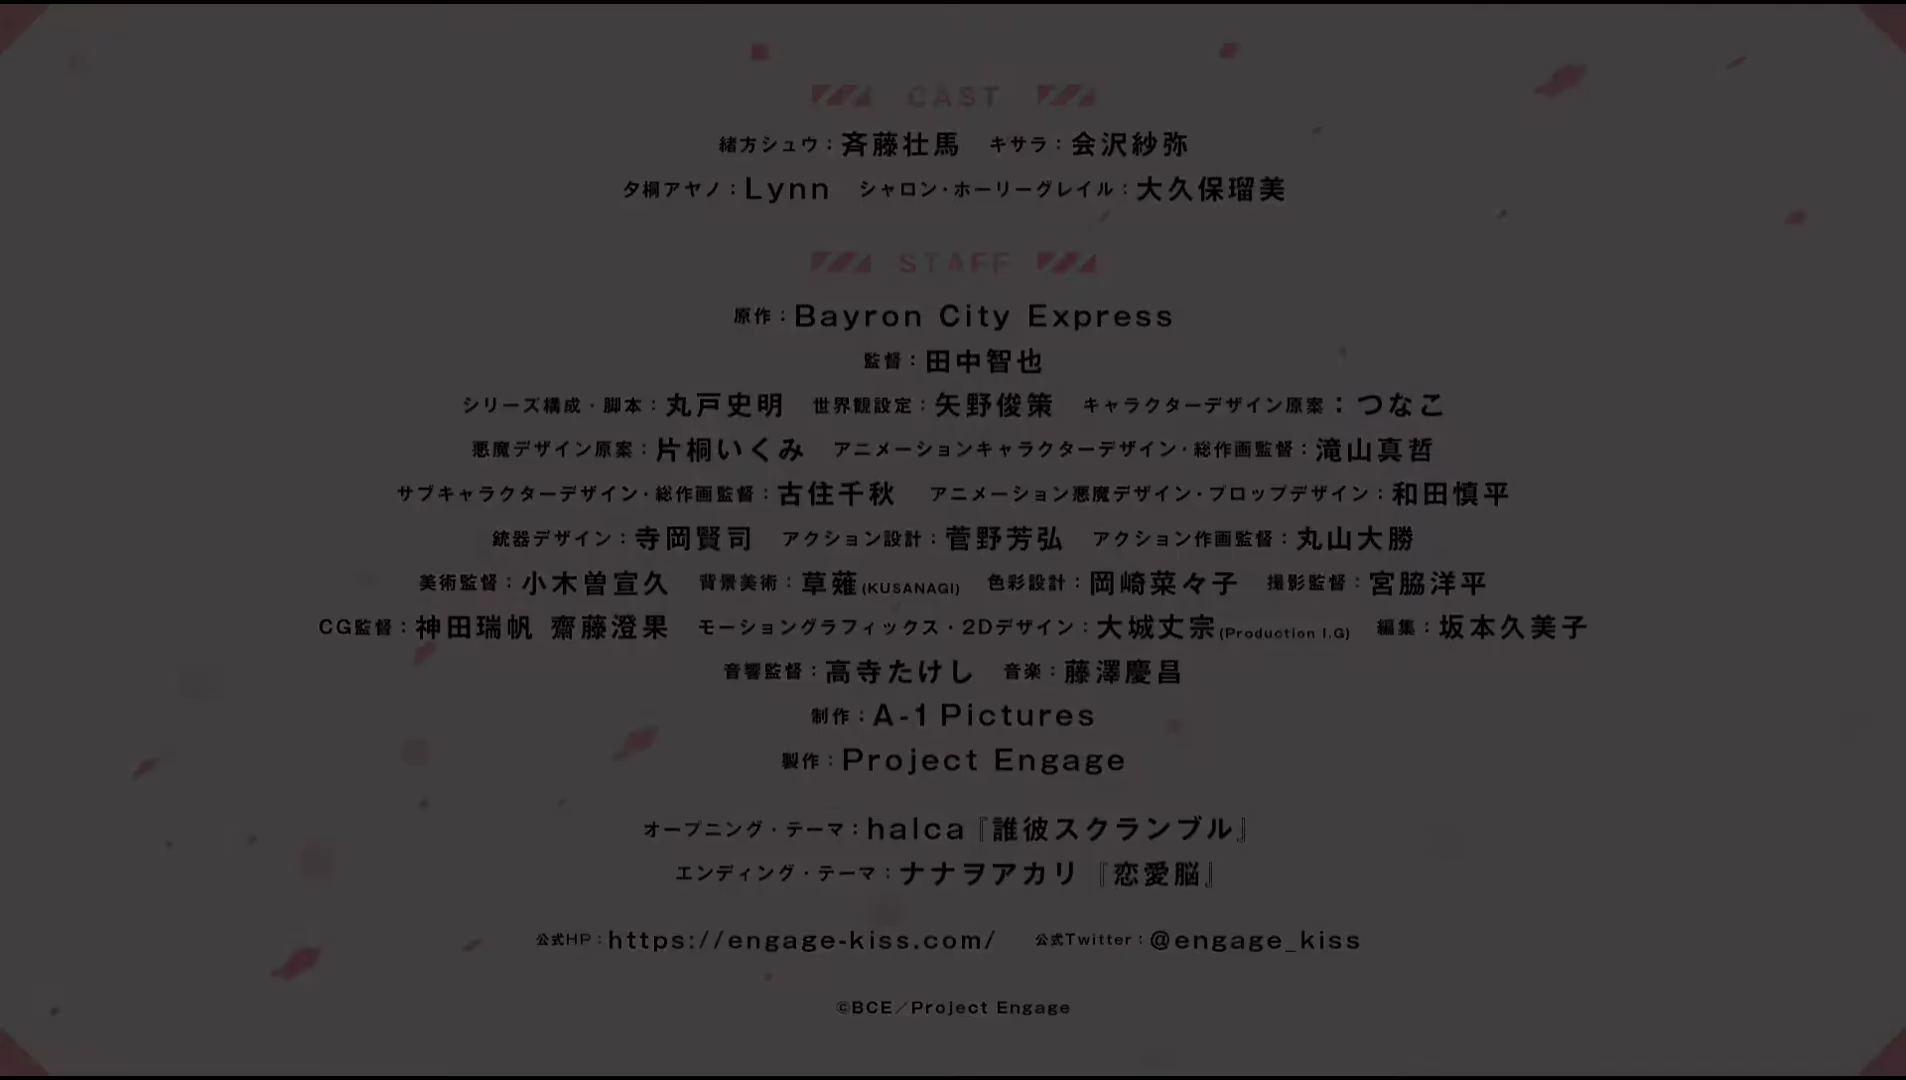 CAST
緒方シュウ：斉藤壮馬　キサラ：会沢紗弥
夕桐アヤノ：Lynn　シャロン・ホーリーグレイル：大久保瑠美
STAFF
原作：Bayron City Express
監督：田中智也
シリーズ構成・脚本：丸戸史明　世界観設定：矢野俊策　キャラクターデザイン原案：つなこ
悪魔デザイン原案：片桐いくみ　アニメーションキャラクターデザイン・総作画監督：滝山真哲
サブキャラクターデザイン・総作画監督：古住千秋　アニメーション悪魔デザイン・プロップデザイン：和田慎平
銃器デザイン：寺岡賢司　アクション設計：菅野芳弘　アクション作画監督：丸山大勝
美術監督：小木曽宣久　背景美術：草薙(KUSANAGI)　色彩設計：岡崎菜々子　撮影監督：宮脇洋平
CG監督：神田瑞帆 齋藤澄果　モーショングラフィックス・2Dデザイン：大城丈宗(Production I.G)　編集：坂本久美子
音響監督：高寺たけし　音楽：藤澤慶昌
制作：A-1 Pictures
製作：Project Engage
オープニング・テーマ：halca『誰彼スクランブル』
エンディング・テーマ：ナナヲアカリ『恋愛脳』
公式HP：https://engage-kiss.com/　公式Twitter：@engage_kiss
©BCE／Project Engage